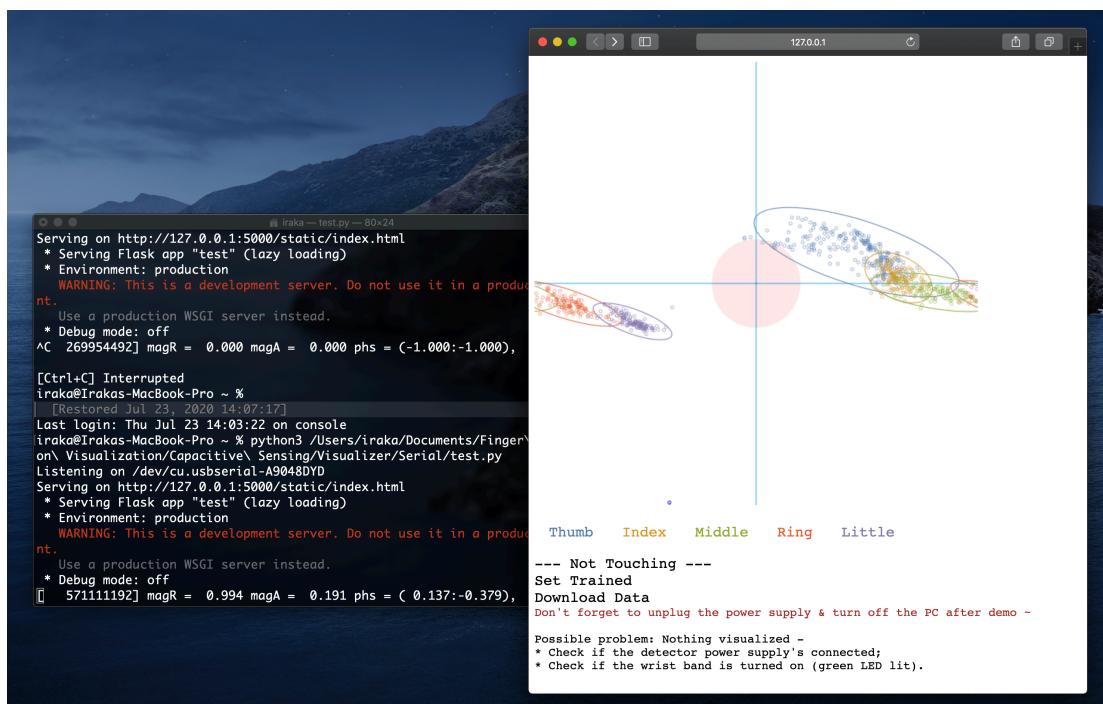 iraka — test.py — 80×24
Serving on http://127.0.0.1:5000/static/index.html
* Serving Flask app "test" (lazy loading)
* Environment: production
WARNING: This is a development server. Do not use it in a produc
nt.
Use a production WSGI server instead.
* Debug mode: off
^C  269954492] magR =  0.000 magA =  0.000 phs = (-1.000:-1.000),
[Ctrl+C] Interrupted
iraka@Irakas-MacBook-Pro ~ %
[Restored Jul 23, 2020 14:07:17]
Last login: Thu Jul 23 14:03:22 on console
iraka@Irakas-MacBook-Pro ~ % python3 /Users/iraka/Documents/Finger\
on\ Visualization/Capacitive\ Sensing/Visualizer/Serial/test.py
Listening on /dev/cu.usbserial-A9048DYD
Serving on http://127.0.0.1:5000/static/index.html
* Serving Flask app "test" (lazy loading)
* Environment: production
WARNING: This is a development server. Do not use it in a produc
nt.
Use a production WSGI server instead.
* Debug mode: off
[   571111192] magR =  0.994 magA =  0.191 phs = ( 0.137:-0.379),
127.0.0.1
Thumb Index Middle Ring Little
--- Not Touching ---
Set Trained
Download Data
Don't forget to unplug the power supply & turn off the PC after demo ~
Possible problem: Nothing visualized -
* Check if the detector power supply's connected;
* Check if the wrist band is turned on (green LED lit).